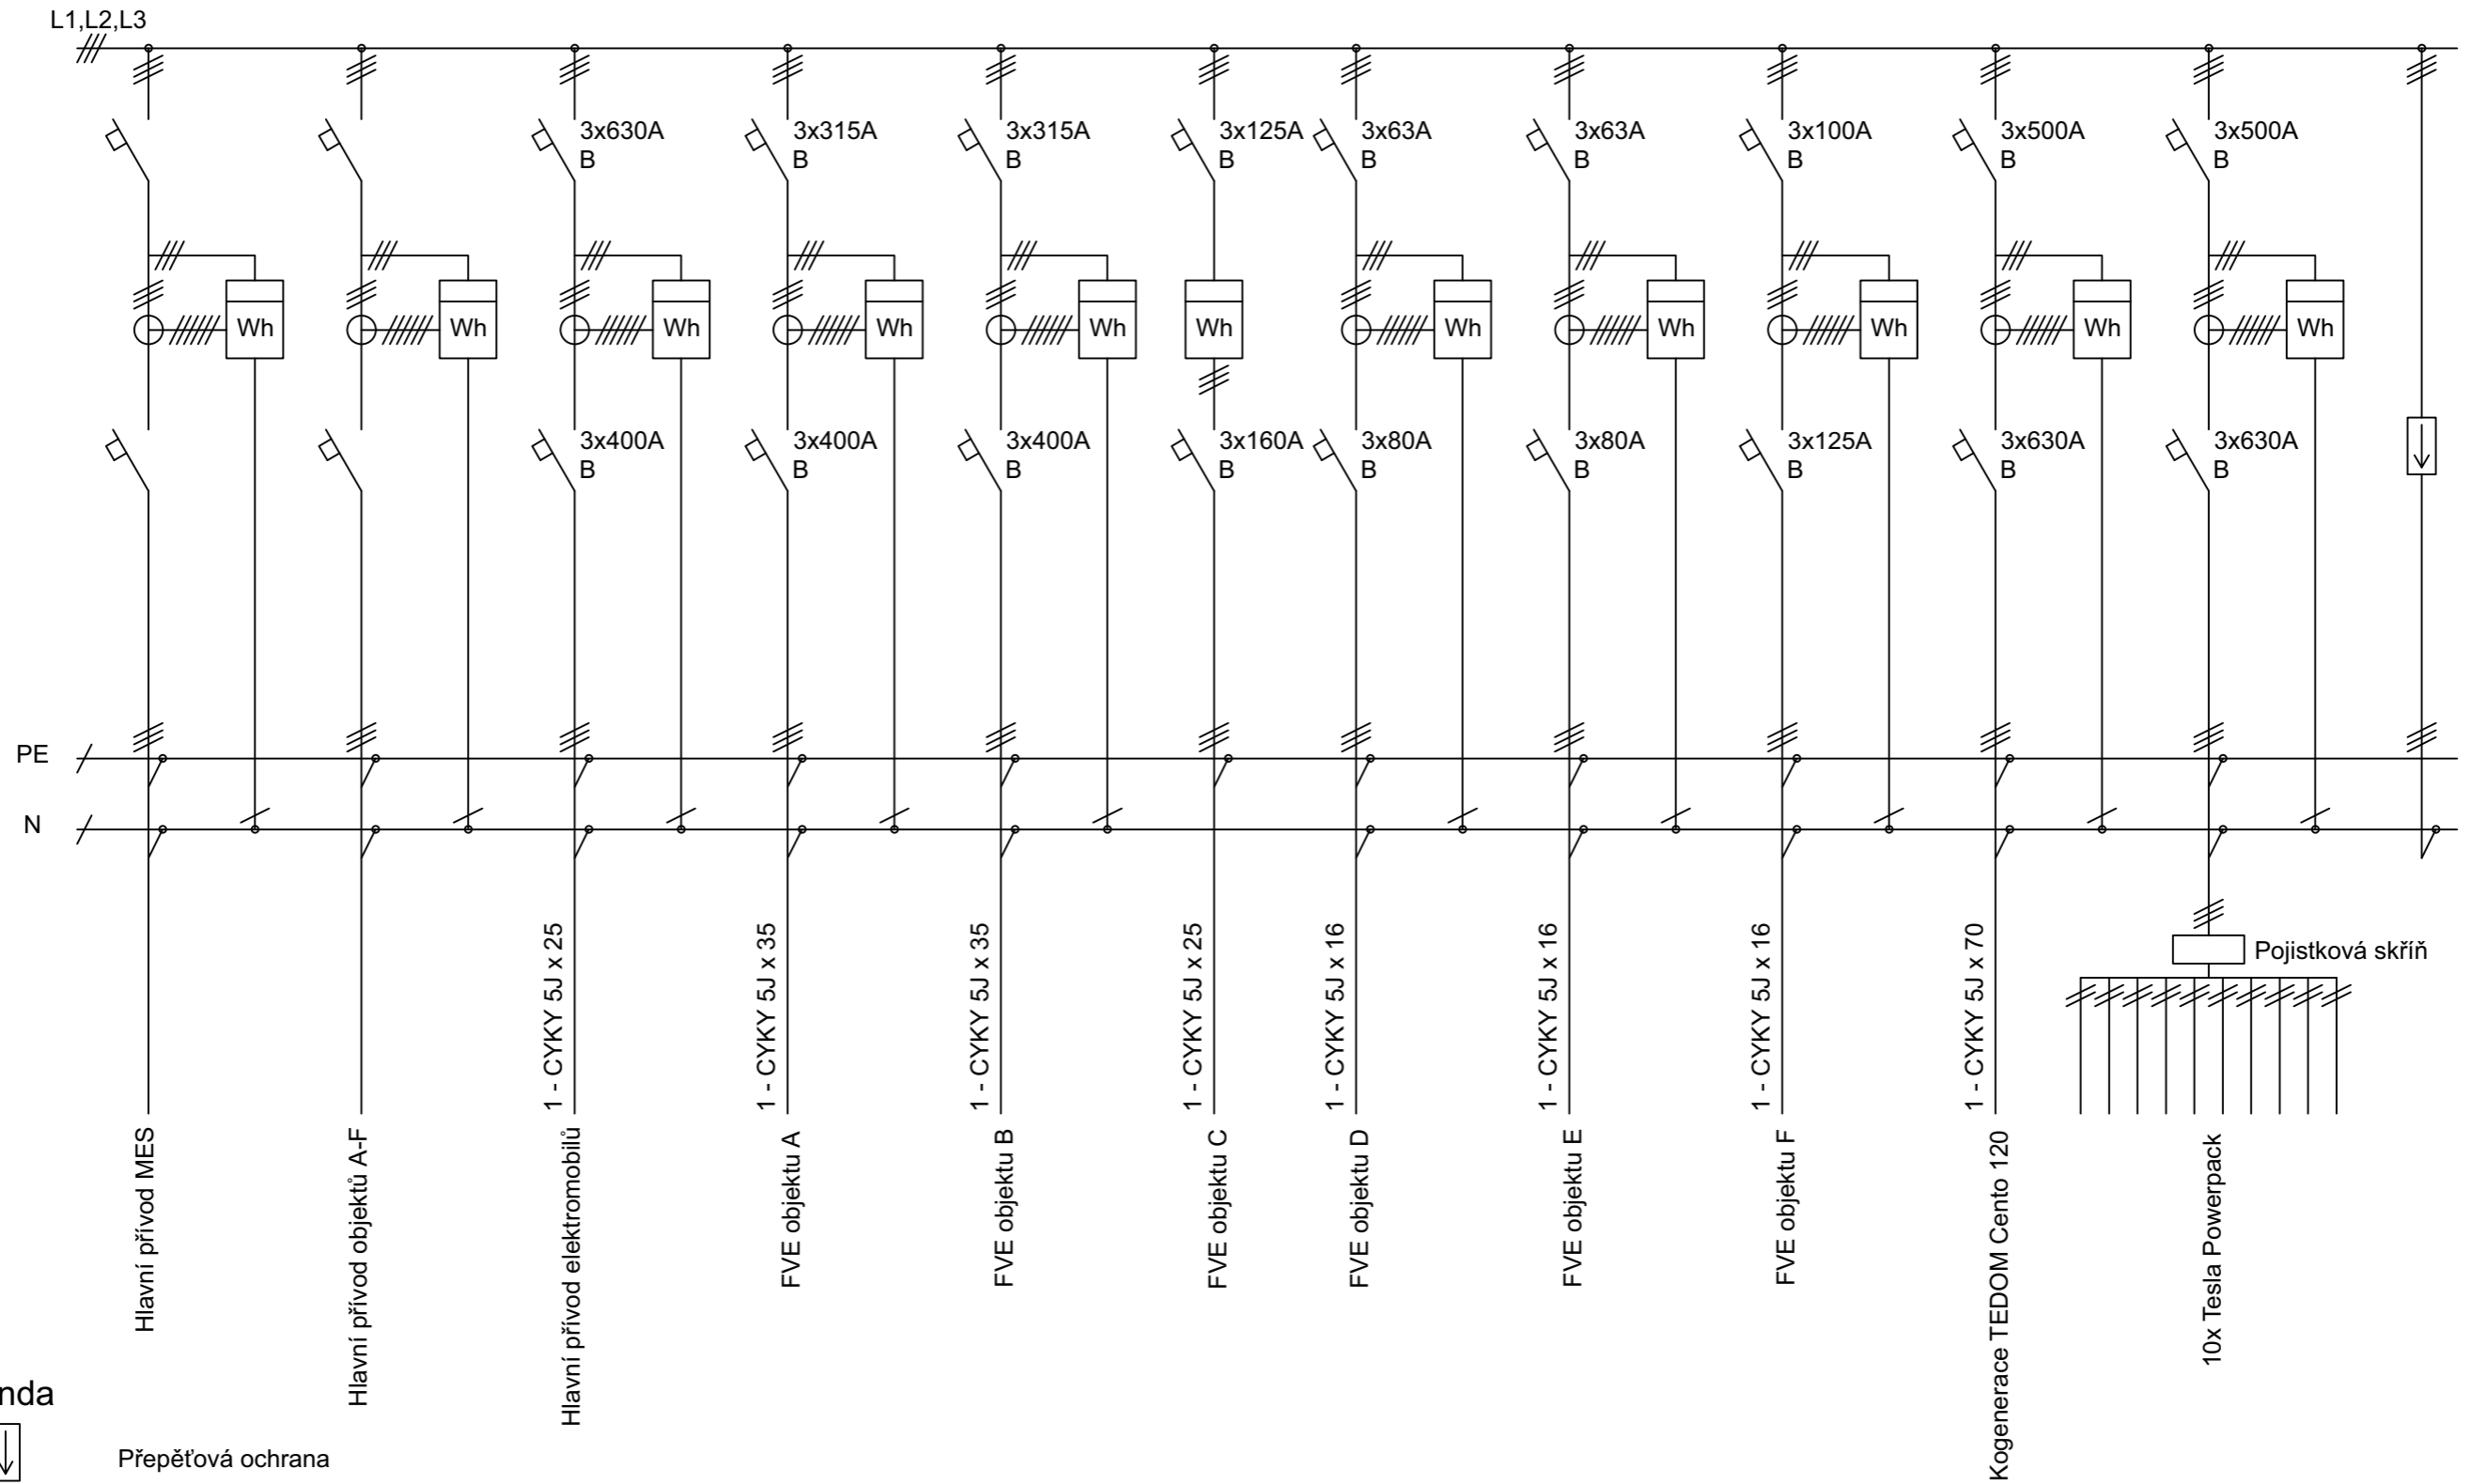 L1,L2,L3
3x630A
B
3x315A
B
3x315A
B
3x125A
B
3x63A
B
3x63A
B
3x100A
B
3x500A
B
3x500A
B
Wh
Wh
Wh
Wh
Wh
Wh
Wh
Wh
Wh
Wh
Wh
3x400A
B
3x400A
B
3x400A
B
3x160A
B
3x80A
B
3x80A
B
3x125A
B
3x630A
B
3x630A
B
PE
N
1 - CYKY 5J x 25
1 - CYKY 5J x 35
1 - CYKY 5J x 35
1 - CYKY 5J x 25
1 - CYKY 5J x 16
1 - CYKY 5J x 16
1 - CYKY 5J x 16
1 - CYKY 5J x 70
Pojistková skříň
Hlavní přívod MES
Hlavní přívod objektů A-F
Hlavní přívod elektromobilů
FVE objektu A
FVE objektu B
FVE objektu C
FVE objektu D
FVE objektu E
FVE objektu F
Kogenerace TEDOM Cento 120
10x Tesla Powerpack
nda
Přepěťová ochrana